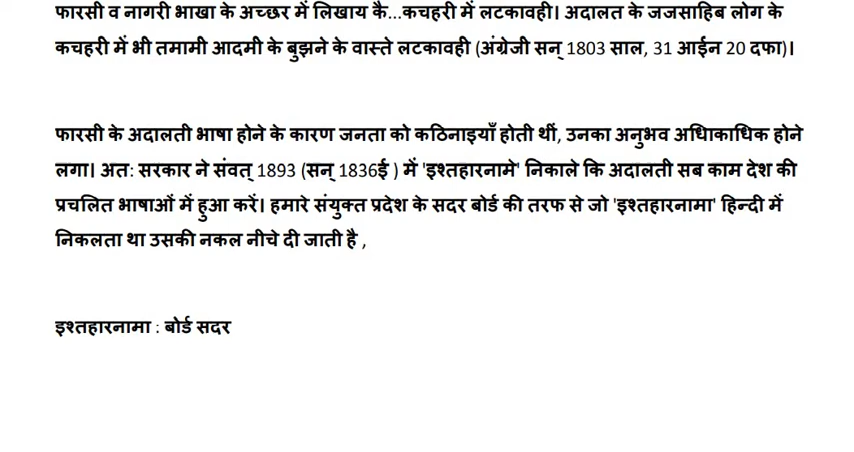 फारसी व नागरी भाखा के अच्छर में लिखाय कै...कचहरी में लटकावही। अदालत के जजसाहिब लोग के
कचहरी में भी तमामी आदमी के बुझने के वास्ते लटकावही (अंग्रेजी सन् 1803 साल, 31 आईन 20 दफा)।
फारसी के अदालती भाषा होने के कारण जनता को कठिनाइयाँ होती थीं, उनका अनुभव अधिाकाधिक होने
लगा। अत: सरकार ने संवत् 1893 (सन् 1836ई ) में 'इश्तहारनामे' निकाले कि अदालती सब काम देश की
प्रचलित भाषाओं में हुआ करें। हमारे संयुक्त प्रदेश के सदर बोर्ड की तरफ से जो 'इश्तहारनामा' हिन्दी में
निकलता था उसकी नकल नीचे दी जाती है ,
इश्तहारनामा : बोर्ड सदर